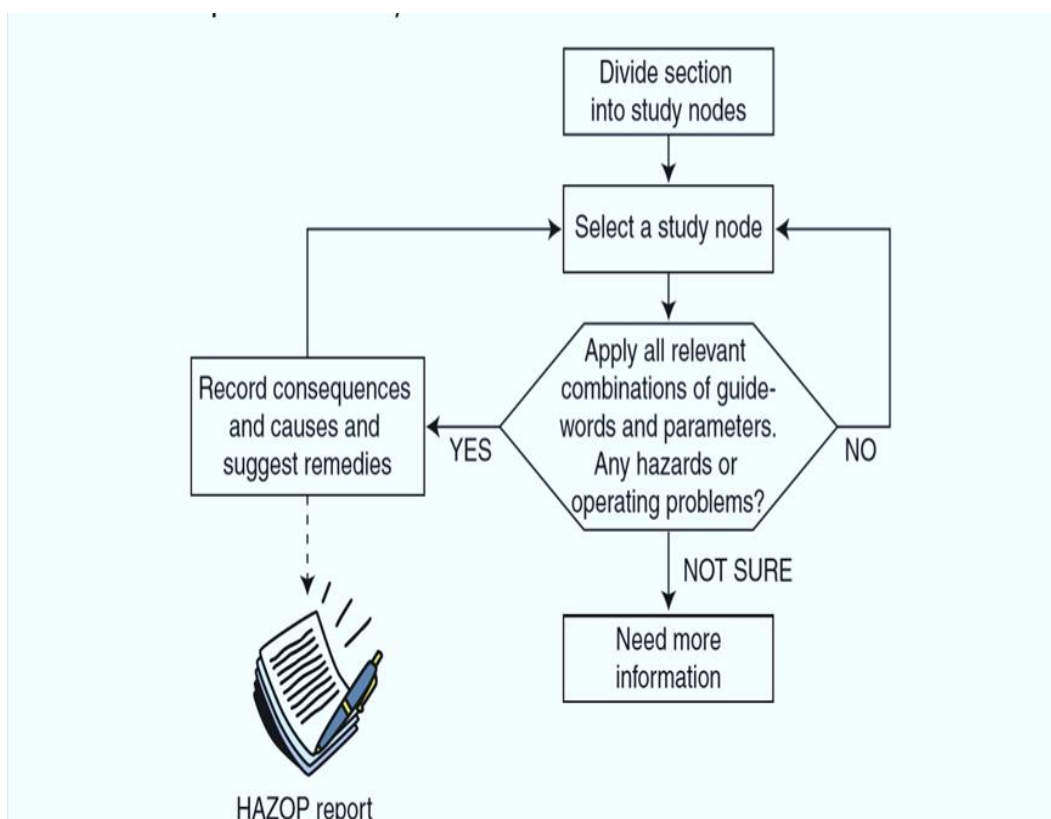 Divide section
into study nodes
Select a study node
Apply all relevant
combinations of guide-
words and parameters.
Any hazards or
operating problems?
YES
NO
Record consequences
and causes and
suggest remedies
NOT SURE
Need more
information
HAZOP report